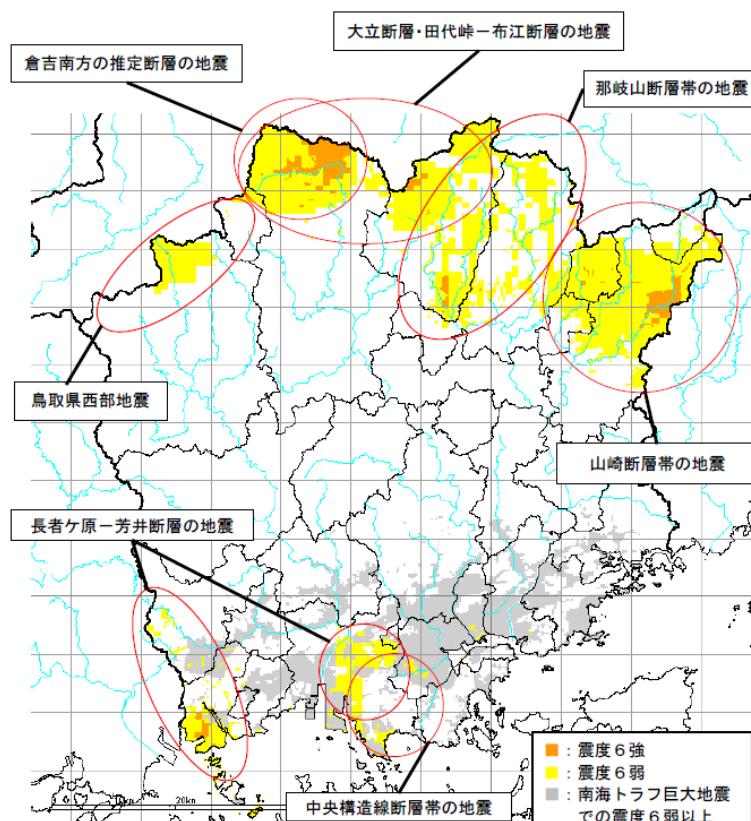 大立断層・田代峠－布江断層の地震
倉吉南方の推定断層の地震
那岐山断層帯の地震
鳥取県西部地震
山崎断層帯の地震
長者ケ原－芳井断層の地震
：震度６強
：震度６弱
：南海トラフ巨大地震
での震度６弱以上
20km
中央構造線断層帯の地震